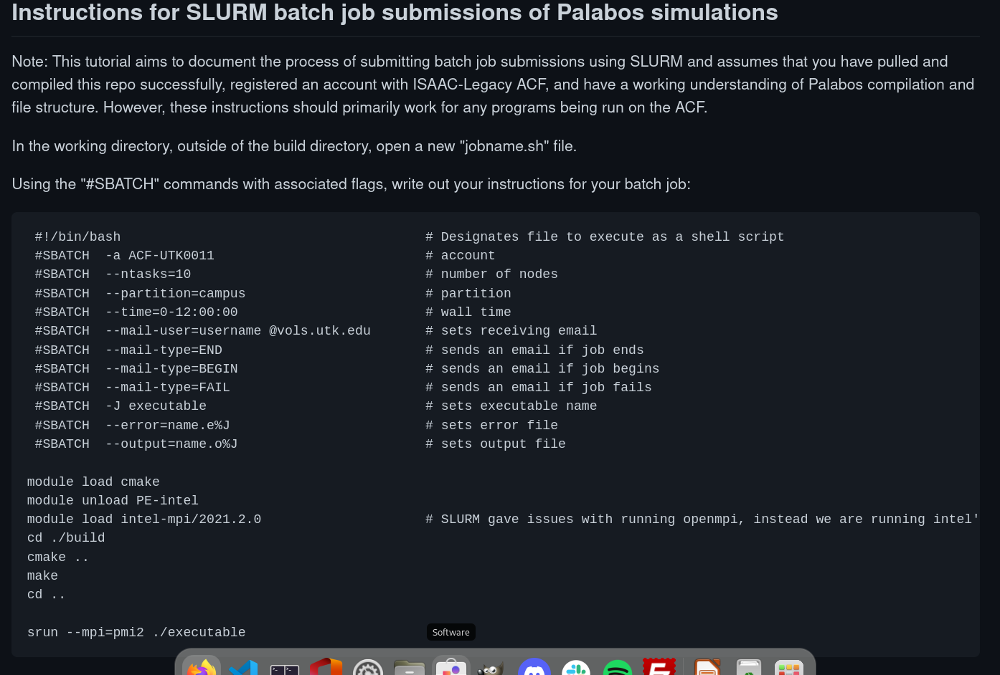 Instructions for SLURM batch job submissions of Palabos simulations
Note: This tutorial aims to document the process of submitting batch job submissions using SLURM and assumes that you have pulled and
compiled this repo successfully, registered an account with ISAAC-Legacy ACF, and have a working understanding of Palabos compilation and
file structure. However, these instructions should primarily work for any programs being run on the ACF.
In the working directory, outside of the build directory, open a new "jobname.sh" file.
Using the "#SBATCH" commands with associated flags, write out your instructions for your batch job:
#!/bin/bash # Designates file to execute as a shell script
#SBATCH -a ACF-UTK0011 # account
#SBATCH --ntasks=10 # number of nodes
#SBATCH --partition=campus # partition
#SBATCH --time=0-12:00:00 # wall time
#SBATCH --mail-user=username @vols.utk.edu # sets receiving email
#SBATCH --mail-type=END # sends an email if job ends
#SBATCH --mail-type=BEGIN # sends an email if job begins
#SBATCH --mail-type=FAIL # sends an email if job fails
#SBATCH -J executable # sets executable name
#SBATCH --error=name.e%J # sets error file
#SBATCH --output=name.o%J # sets output file
module load cmake
module unload PE-intel
module load intel-mpi/2021.2.0 # SLURM gave issues with running openmpi, instead we are running intel'
cd ./build
cmake ..
make
cd ..
srun --mpi=pmi2 ./executable
Software